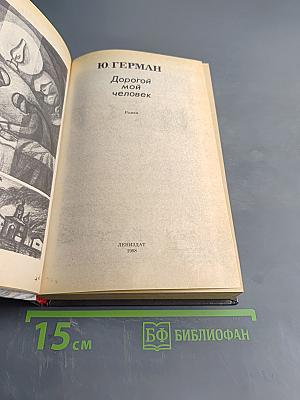 Ю. ГЕРМАН
Дорогой
мой
человек
Роман
ЛЕНИЗДАТ
1988
15 см
БФ БИБЛИОФАН